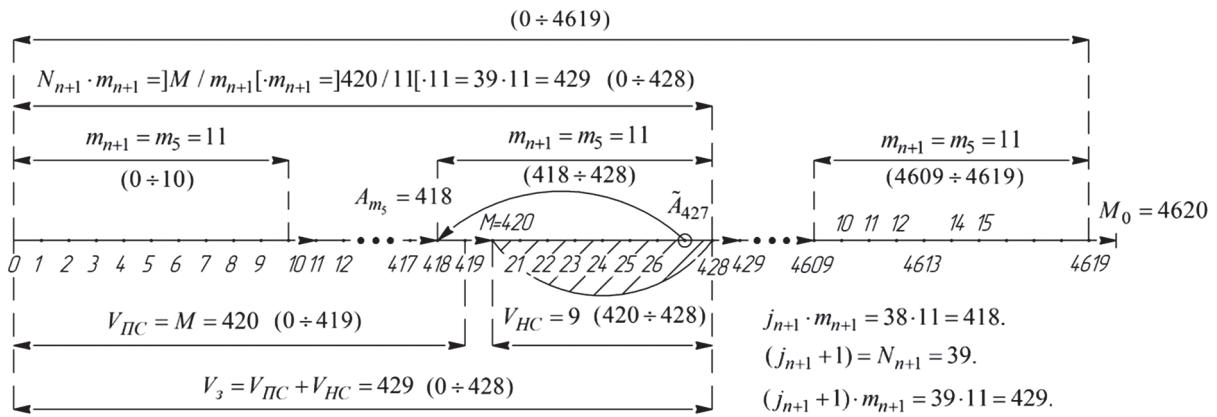 (0÷4619)
N_{n+1}·m_{n+1}=]M/m_{n+1}[·m_{n+1}=]420/11[·11=39·11=429 (0÷428)
m_{n+1}=m_5=11 m_{n+1}=m_5=11 m_{n+1}=m_5=11
(0÷10) (418÷428) (4609÷4619)
A_{m_5}=418 M=420 Ã_{427} 10 11 12 14 15 M_0=4620
0 1 2 3 4 5 6 7 8 9 10 11 12 417 418 419 21 22 23 24 25 26 428 429 4609 4613 4619
V_{ПС}=M=420 (0÷419) V_{НС}=9 (420÷428) j_{n+1}·m_{n+1}=38·11=418.
(j_{n+1}+1)=N_{n+1}=39.
V_з=V_{ПС}+V_{НС}=429 (0÷428) (j_{n+1}+1)·m_{n+1}=39·11=429.